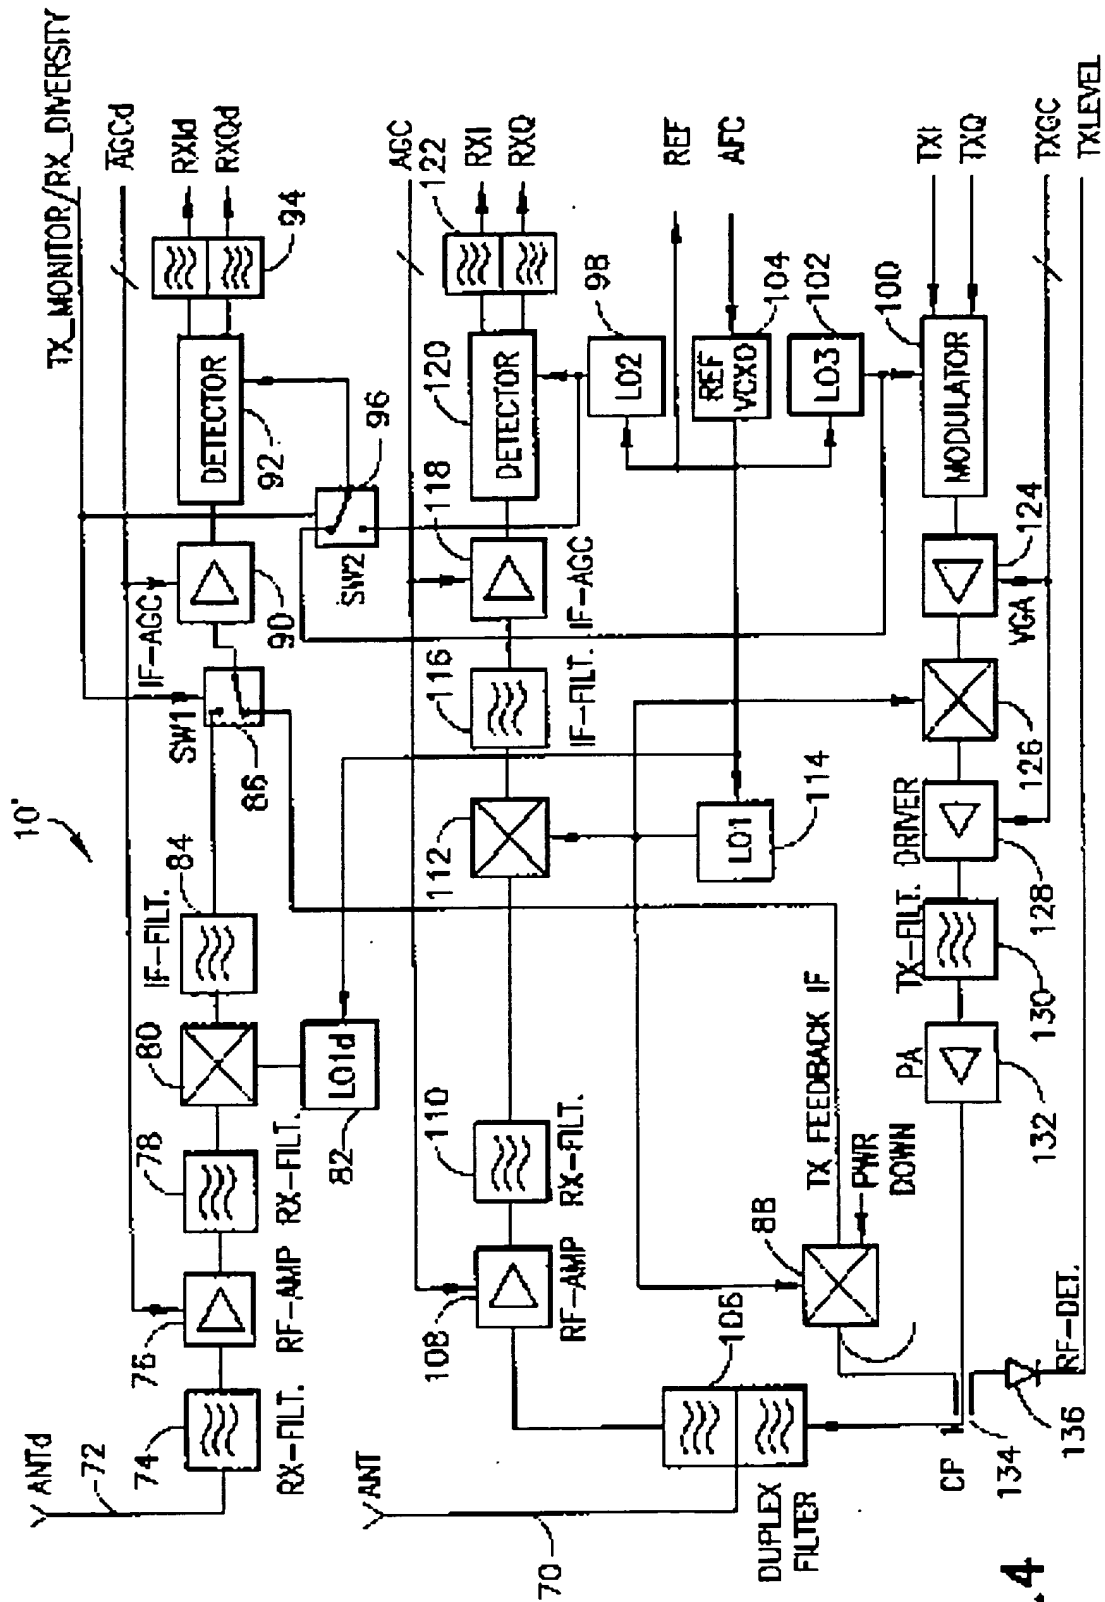 10'
TX_MONITOR/RX_DIVERSITY
AGCd
RXId
RXQd
94
ANTd
72
74
RX-FILT.
76
RF-AMP
78
RX-FILT.
80
LO1d
82
IF-FILT.
84
SW1
86
IF-AGC
90
DETECTOR
92
SW2
96
AGC
122
RXI
RXQ
ANT
70
DUPLEX
FILTER
106
108
RF-AMP
110
RX-FILT.
112
116
IF-FILT.
118
IF-AGC
DETECTOR
120
LO2
98
REF
AFC
REF
VCXO
104
LO3
102
LO1
114
TX FEEDBACK IF
88
PWR
DOWN
TXI
TXQ
100
MODULATOR
TXGC
TXLEVEL
124
VGA
126
DRIVER
128
TX-FILT.
130
PA
132
CP
134
136
RF-DET.
4